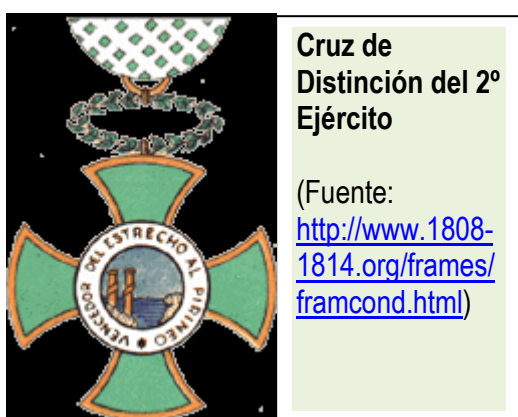 Cruz de
Distinción del 2º
Ejército
(Fuente:
http://www.1808-
1814.org/frames/
framcond.html)
VENCEDOR DEL ESTRECHO AL PIRINEO